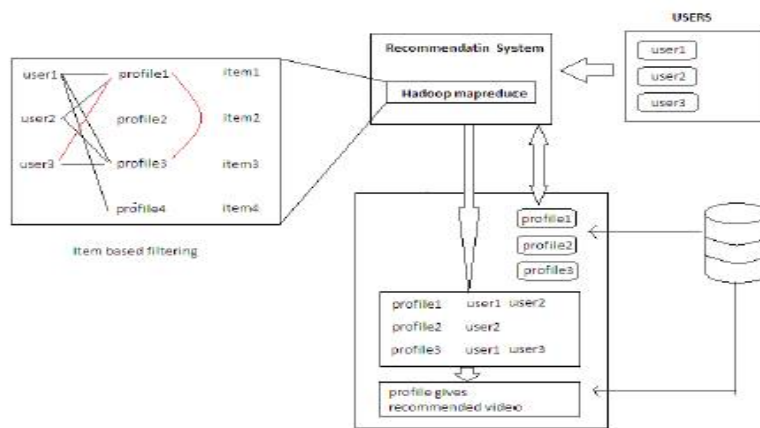 USERS
user1
user2
user3
Recommendatin System
Hadoop mapreduce
user1 profile1 item1
user2 profile2 item2
user3 profile3 item3
profile4 item4
Item based filtering
profile1
profile2
profile3
profile1 user1 user2
profile2 user2
profile3 user1 user3
profile gives
recommended video